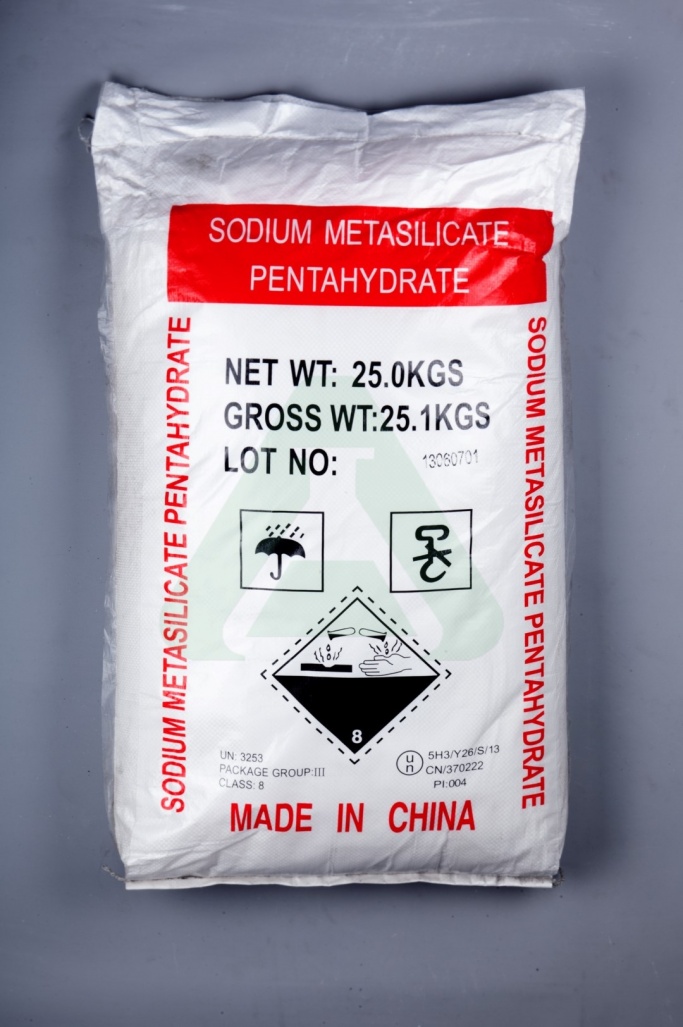 SODIUM METASILICATE
PENTAHYDRATE
SODIUM METASILICATE PENTAHYDRATE
SODIUM METASILICATE PENTAHYDRATE
NET WT: 25.0KGS
GROSS WT:25.1KGS
LOT NO: 13060701
8
UN: 3253
PACKAGE GROUP:III
CLASS: 8
u
n
5H3/Y26/S/13
CN/370222
PI:004
MADE IN CHINA